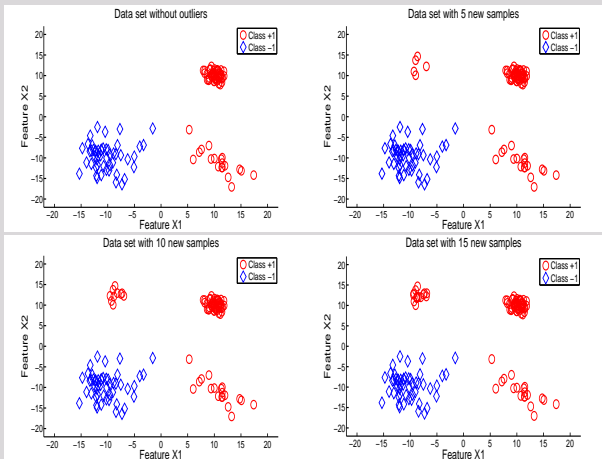 Data set without outliers
Class +1
Class −1
Feature X2
20
15
10
5
0
−5
−10
−15
−20
−20 −15 −10 −5 0 5 10 15 20
Feature X1
Data set with 5 new samples
Class +1
Class −1
Feature X2
20
15
10
5
0
−5
−10
−15
−20
−20 −15 −10 −5 0 5 10 15 20
Feature X1
Data set with 10 new samples
Class +1
Class −1
Feature X2
20
15
10
5
0
−5
−10
−15
−20
−20 −15 −10 −5 0 5 10 15 20
Feature X1
Data set with 15 new samples
Class +1
Class −1
Feature X2
20
15
10
5
0
−5
−10
−15
−20
−20 −15 −10 −5 0 5 10 15 20
Feature X1